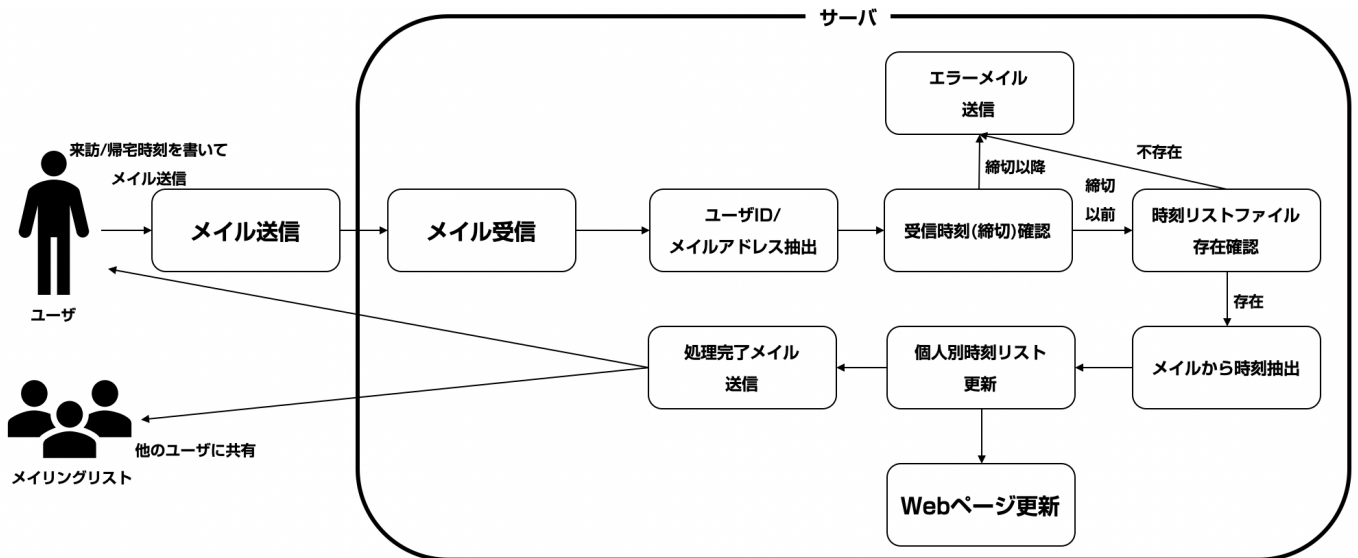 サーバ
エラーメイル
送信
来訪/帰宅時刻を書いて
メイル送信
不存在
締切以降
締切
以前
メイル送信
メイル受信
ユーザID/
メイルアドレス抽出
受信時刻(締切)確認
時刻リストファイル
存在確認
ユーザ
存在
処理完了メイル
送信
個人別時刻リスト
更新
メイルから時刻抽出
他のユーザに共有
メイリングリスト
Webページ更新